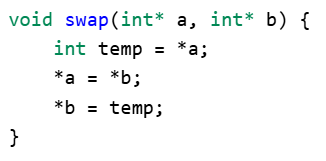 void swap(int* a, int* b) {
    int temp = *a;
    *a = *b;
    *b = temp;
}